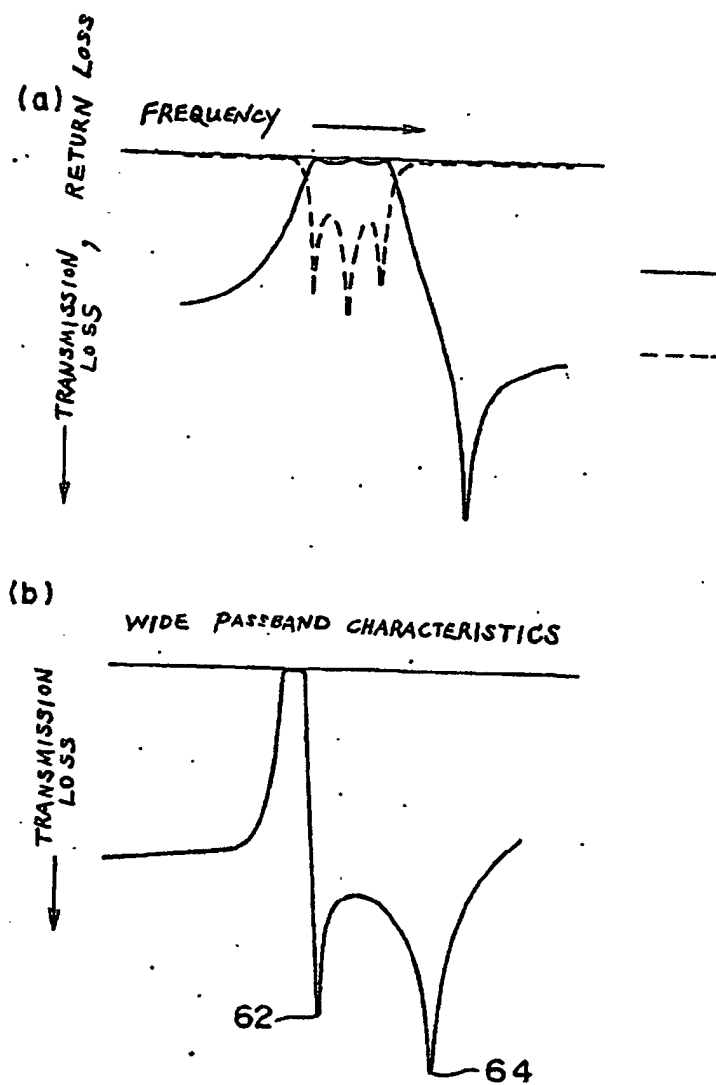 (a)
FREQUENCY
TRANSMISSION, RETURN LOSS
LOSS
(b)
WIDE PASSBAND CHARACTERISTICS
TRANSMISSION
LOSS
62
64